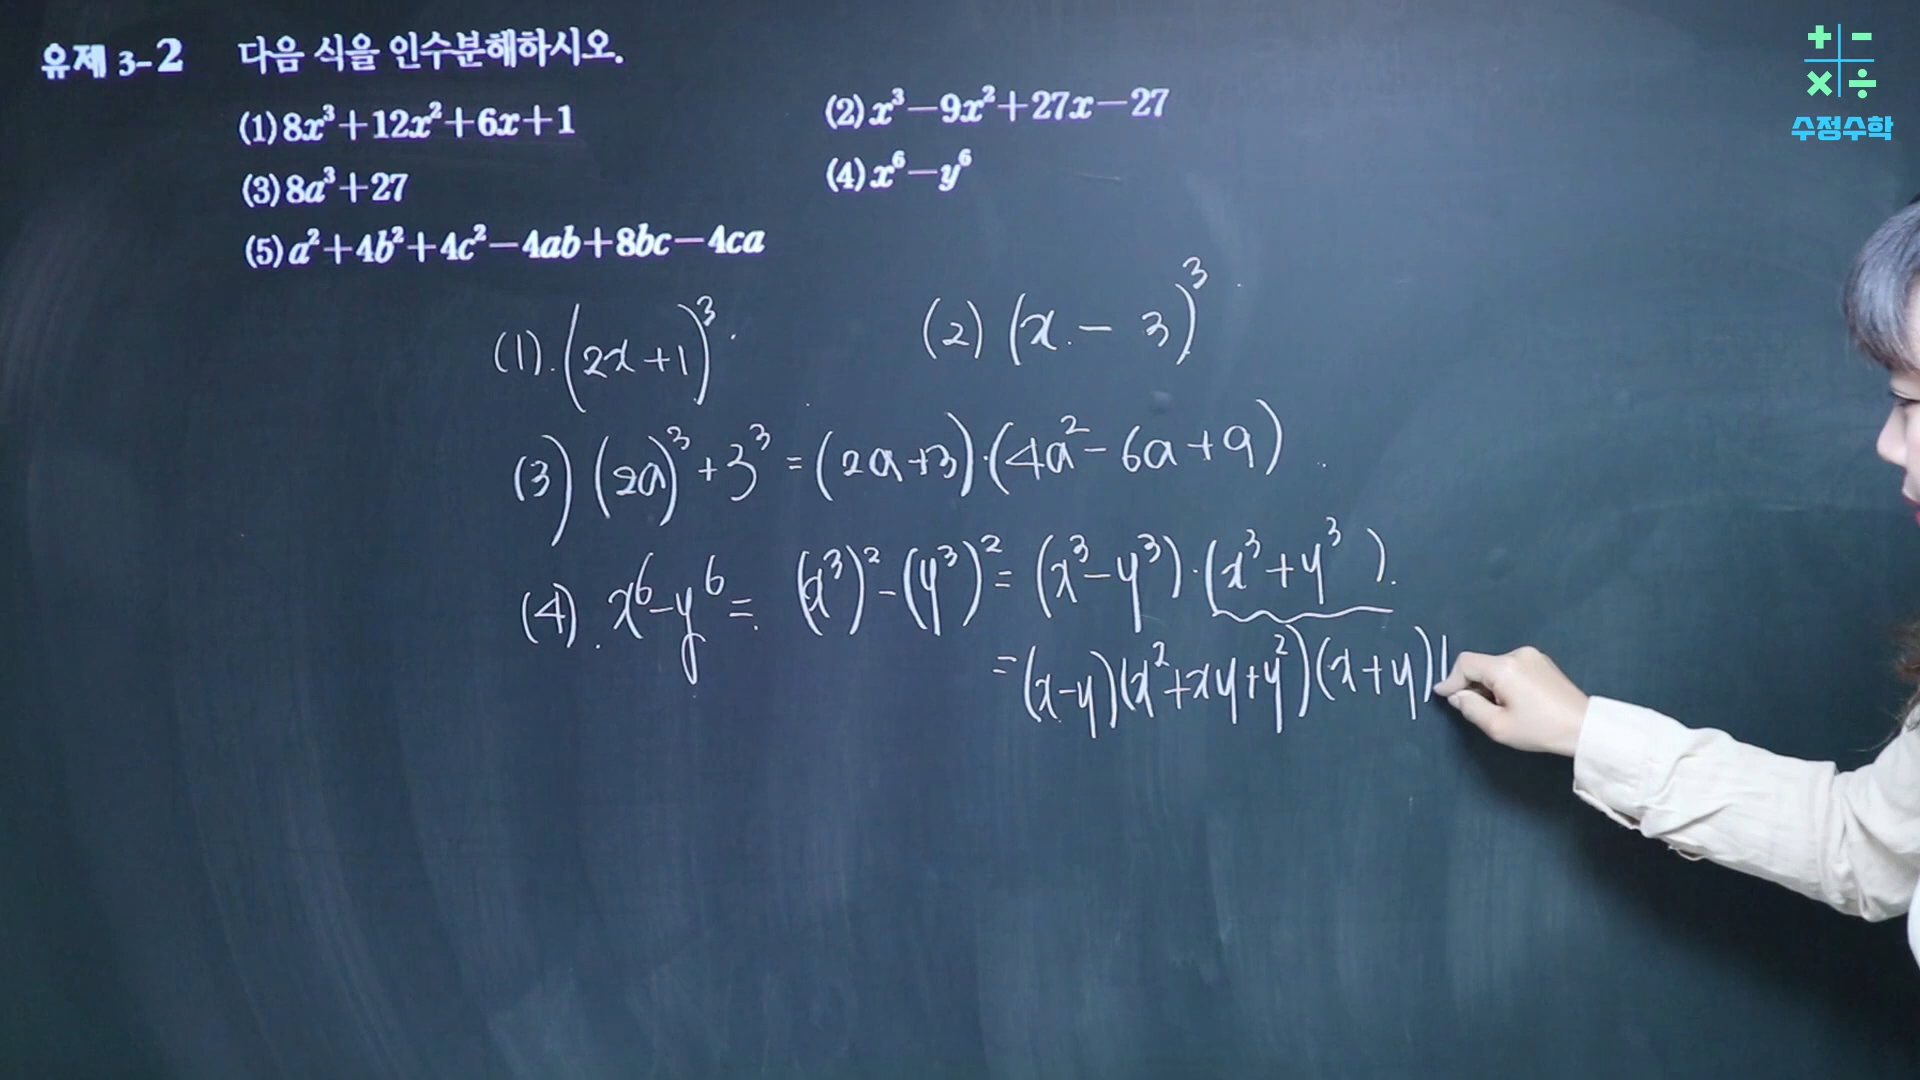 유제 3-2 다음 식을 인수분해하시오.
(1) 8x³+12x²+6x+1 (2) x³-9x²+27x-27
(3) 8a³+27 (4) x⁶-y⁶
(5) a²+4b²+4c²-4ab+8bc-4ca
+ - × ÷
수정수학
(1). (2x+1)³. (2) (x-3)³.
(3) (2a)³+3³=(2a+3)·(4a²-6a+9).
(4). x⁶-y⁶= (x³)²-(y³)²=(x³-y³)·(x³+y³).
=(x-y)(x²+xy+y²)(x+y)(